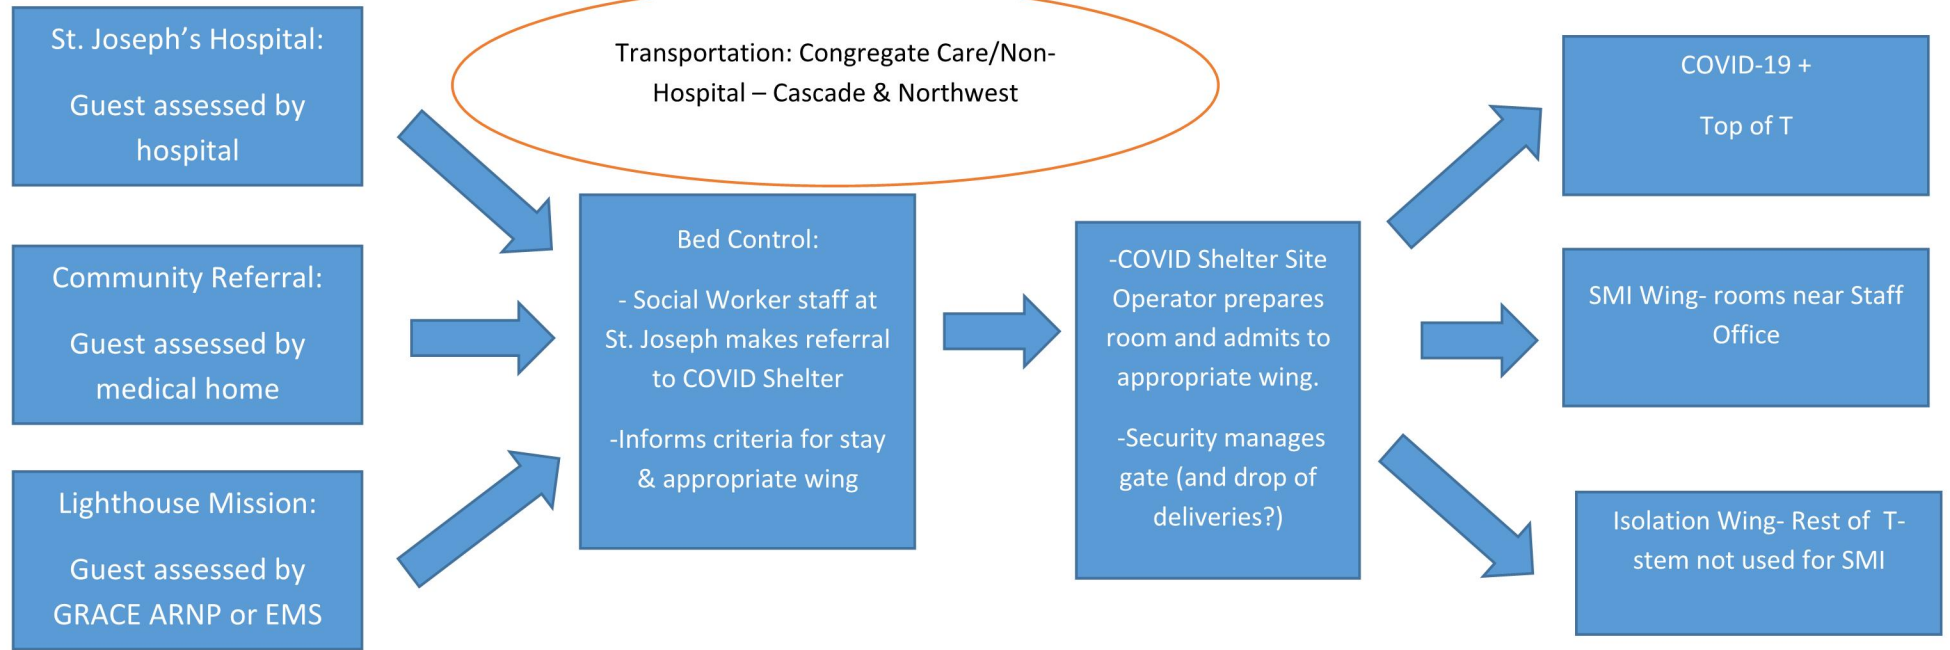 St. Joseph’s Hospital:
Guest assessed by
hospital
Community Referral:
Guest assessed by
medical home
Lighthouse Mission:
Guest assessed by
GRACE ARNP or EMS
Transportation: Congregate Care/Non-
Hospital – Cascade & Northwest
Bed Control:
- Social Worker staff at
St. Joseph makes referral
to COVID Shelter
-Informs criteria for stay
& appropriate wing
-COVID Shelter Site
Operator prepares
room and admits to
appropriate wing.
-Security manages
gate (and drop of
deliveries?)
COVID-19 +
Top of T
SMI Wing- rooms near Staff
Office
Isolation Wing- Rest of  T-
stem not used for SMI